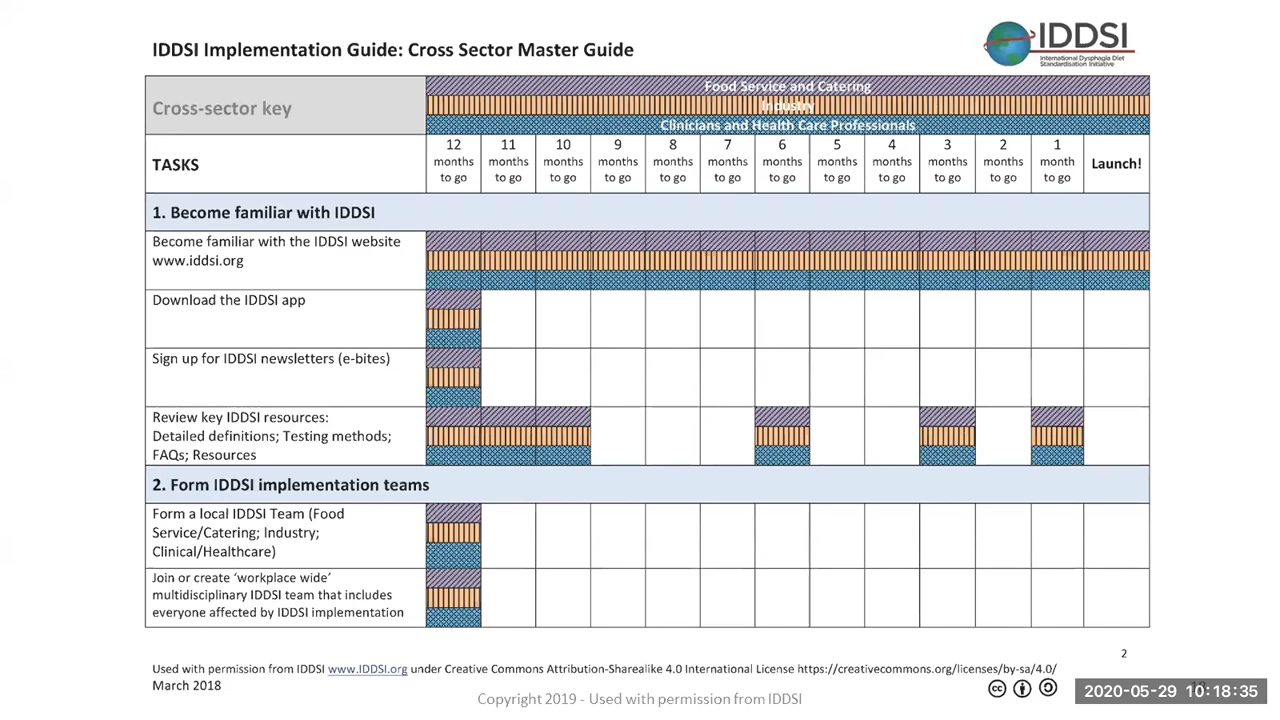 IDDSI Implementation Guide: Cross Sector Master Guide
IDDSI
International Dysphagia Diet
Standardisation Initiative
Cross-sector key
Food Service and Catering
Industry
Clinicians and Health Care Professionals
TASKS
12 months to go
11 months to go
10 months to go
9 months to go
8 months to go
7 months to go
6 months to go
5 months to go
4 months to go
3 months to go
2 months to go
1 month to go
Launch!
1. Become familiar with IDDSI
Become familiar with the IDDSI website
www.iddsi.org
Download the IDDSI app
Sign up for IDDSI newsletters (e-bites)
Review key IDDSI resources:
Detailed definitions; Testing methods;
FAQs; Resources
2. Form IDDSI implementation teams
Form a local IDDSI Team (Food
Service/Catering; Industry;
Clinical/Healthcare)
Join or create ‘workplace wide’
multidisciplinary IDDSI team that includes
everyone affected by IDDSI implementation
2
Used with permission from IDDSI www.IDDSI.org under Creative Commons Attribution-Sharealike 4.0 International License https://creativecommons.org/licenses/by-sa/4.0/
March 2018
cc
Copyright 2019 - Used with permission from IDDSI
2020-05-29 10:18:35